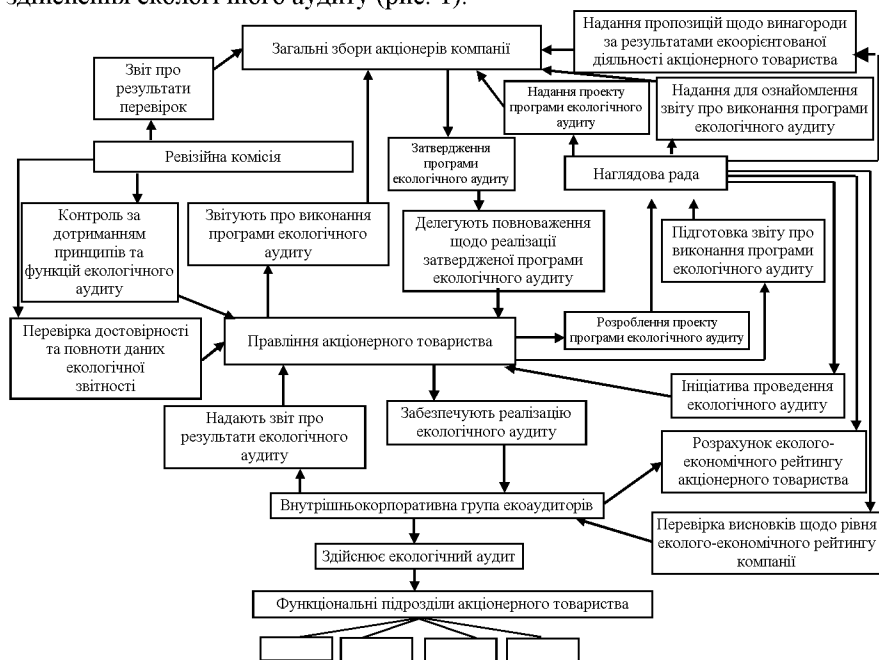 здійснення екологічного аудиту (рис. 1).
Загальні збори акціонерів компанії
Надання пропозицій щодо винагороди
за результатами екоорієнтованої
діяльності акціонерного товариства
Звіт про
результати
перевірок
Надання проекту
програми екологічного
аудиту
Надання для ознайомлення
звіту про виконання програми
екологічного аудиту
Ревізійна комісія
Затвердження
програми
екологічного аудиту
Наглядова рада
Контроль за
дотриманням
принципів та
функцій екологічного
аудиту
Звітують про виконання
програми екологічного
аудиту
Делегують повноваження
щодо реалізації
затвердженої програми
екологічного аудиту
Підготовка звіту про
виконання програми
екологічного аудиту
Перевірка достовірності
та повноти даних
екологічної
звітності
Правління акціонерного товариства
Розроблення проекту
програми екологічного аудиту
Ініціатива проведення
екологічного аудиту
Надають звіт про
результати екологічного
аудиту
Забезпечують реалізацію
екологічного аудиту
Розрахунок еколого-
економічного рейтингу
акціонерного товариства
Внутрішньокорпоративна група екоаудиторів
Перевірка висновків щодо рівня
еколого-економічного рейтингу
компанії
Здійснює екологічний аудит
Функціональні підрозділи акціонерного товариства